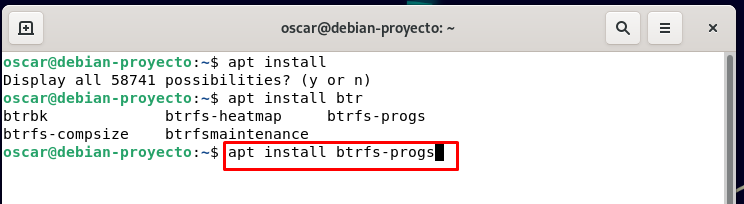 oscar@debian-proyecto: ~
oscar@debian-proyecto:~$ apt install
Display all 58741 possibilities? (y or n)
oscar@debian-proyecto:~$ apt install btr
btrbk btrfs-heatmap btrfs-progs
btrfs-compsize btrfsmaintenance
oscar@debian-proyecto:~$ apt install btrfs-progs